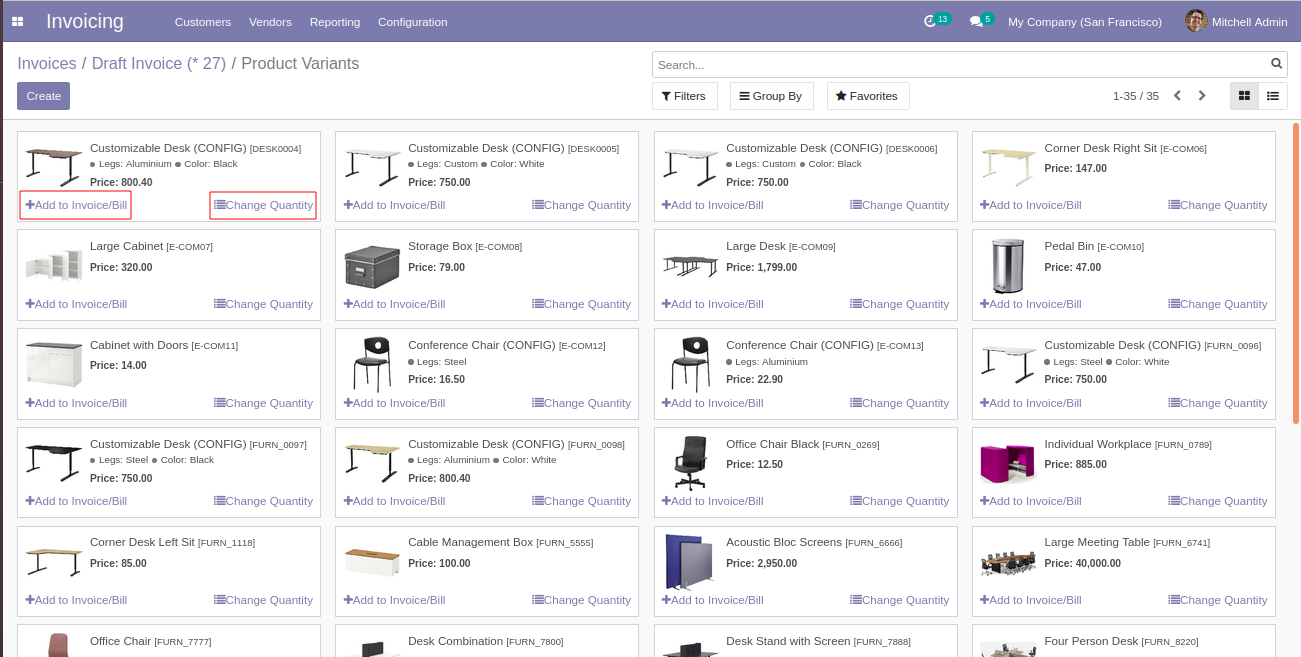 Invoicing Customers Vendors Reporting Configuration 13 5 My Company (San Francisco) Mitchell Admin
Invoices / Draft Invoice (* 27) / Product Variants
Search...
Create
Filters Group By Favorites 1-35 / 35
Customizable Desk (CONFIG) [DESK0004]
Legs: Aluminium Color: Black
Price: 800.40
Add to Invoice/Bill Change Quantity
Customizable Desk (CONFIG) [DESK0005]
Legs: Custom Color: White
Price: 750.00
Add to Invoice/Bill Change Quantity
Customizable Desk (CONFIG) [DESK0006]
Legs: Custom Color: Black
Price: 750.00
Add to Invoice/Bill Change Quantity
Corner Desk Right Sit [E-COM06]
Price: 147.00
Add to Invoice/Bill Change Quantity
Large Cabinet [E-COM07]
Price: 320.00
Add to Invoice/Bill Change Quantity
Storage Box [E-COM08]
Price: 79.00
Add to Invoice/Bill Change Quantity
Large Desk [E-COM09]
Price: 1,799.00
Add to Invoice/Bill Change Quantity
Pedal Bin [E-COM10]
Price: 47.00
Add to Invoice/Bill Change Quantity
Cabinet with Doors [E-COM11]
Price: 14.00
Add to Invoice/Bill Change Quantity
Conference Chair (CONFIG) [E-COM12]
Legs: Steel
Price: 16.50
Add to Invoice/Bill Change Quantity
Conference Chair (CONFIG) [E-COM13]
Legs: Aluminium
Price: 22.90
Add to Invoice/Bill Change Quantity
Customizable Desk (CONFIG) [FURN_0096]
Legs: Steel Color: White
Price: 750.00
Add to Invoice/Bill Change Quantity
Customizable Desk (CONFIG) [FURN_0097]
Legs: Steel Color: Black
Price: 750.00
Add to Invoice/Bill Change Quantity
Customizable Desk (CONFIG) [FURN_0098]
Legs: Aluminium Color: White
Price: 800.40
Add to Invoice/Bill Change Quantity
Office Chair Black [FURN_0269]
Price: 12.50
Add to Invoice/Bill Change Quantity
Individual Workplace [FURN_0789]
Price: 885.00
Add to Invoice/Bill Change Quantity
Corner Desk Left Sit [FURN_1118]
Price: 85.00
Add to Invoice/Bill Change Quantity
Cable Management Box [FURN_5555]
Price: 100.00
Add to Invoice/Bill Change Quantity
Acoustic Bloc Screens [FURN_6666]
Price: 2,950.00
Add to Invoice/Bill Change Quantity
Large Meeting Table [FURN_6741]
Price: 40,000.00
Add to Invoice/Bill Change Quantity
Office Chair [FURN_7777]
Desk Combination [FURN_7800]
Desk Stand with Screen [FURN_7888]
Four Person Desk [FURN_8220]